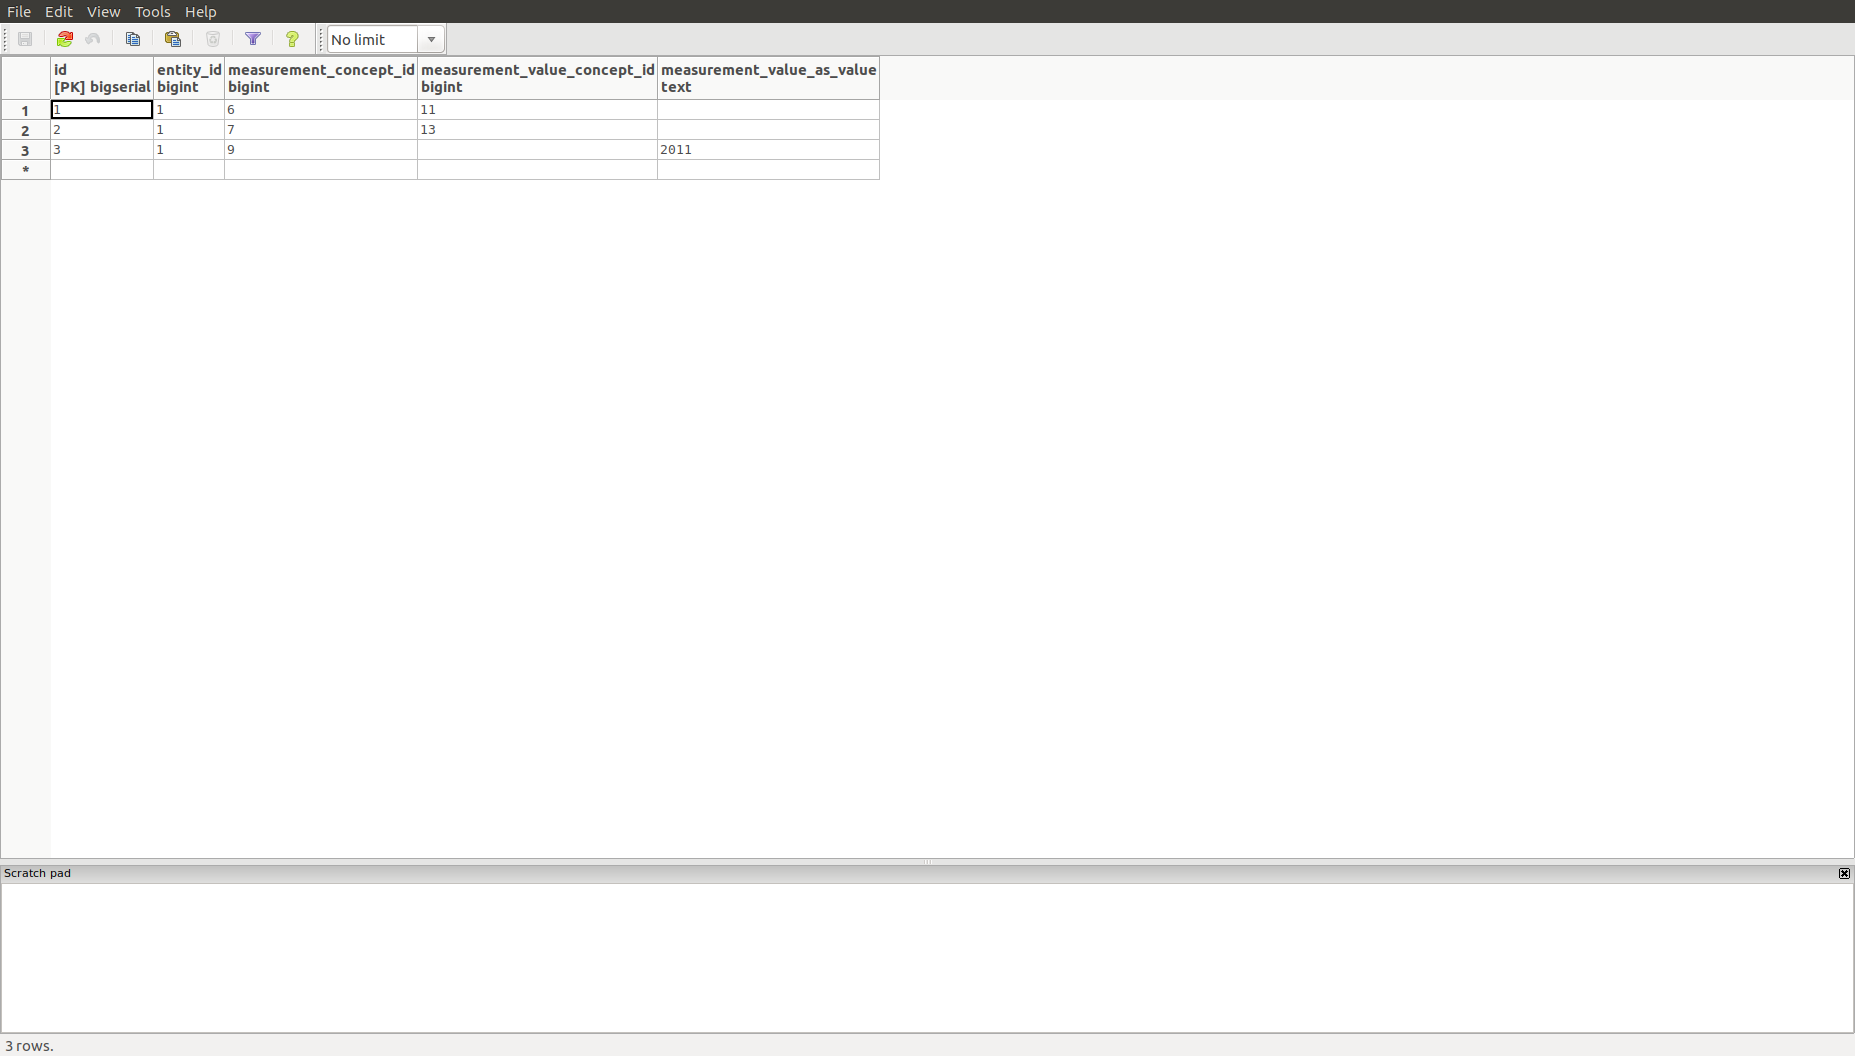 File Edit View Tools Help
No limit
id entity_id measurement_concept_id measurement_value_concept_id measurement_value_as_value
[PK] bigserial bigint bigint bigint text
1 1 1 6 11
2 2 1 7 13
3 3 1 9 2011
*
Scratch pad
3 rows.